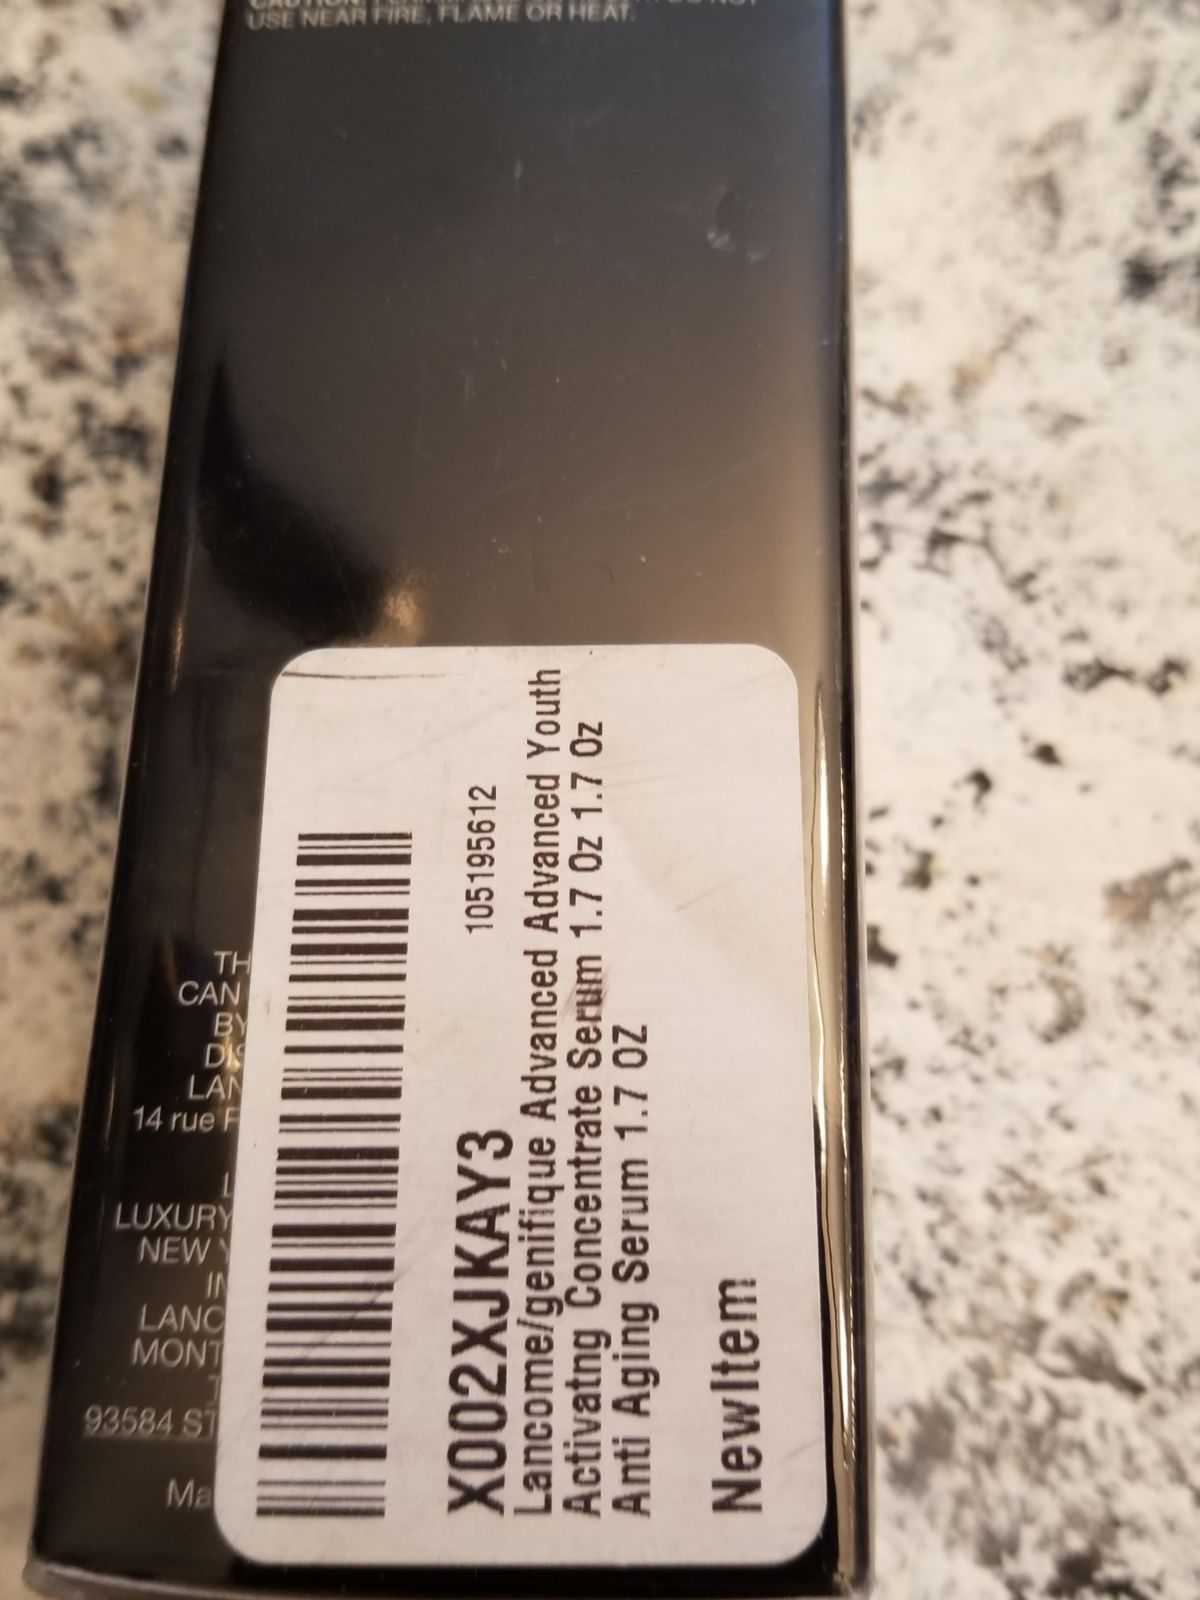 USE NEAR FIRE, FLAME OR HEAT.
TH
CAN
BY
DIS
LAN
14 rue
LUXURY
NEW
IN
LANC
MONT
93584 ST
Ma
X002XJKAY3
105195612
Lancome/genifique Advanced Advanced Advanced Youth
Activatng Concentrate Serum 1.7 Oz 1.7 Oz
Anti Aging Serum 1.7 OZ
NewItem